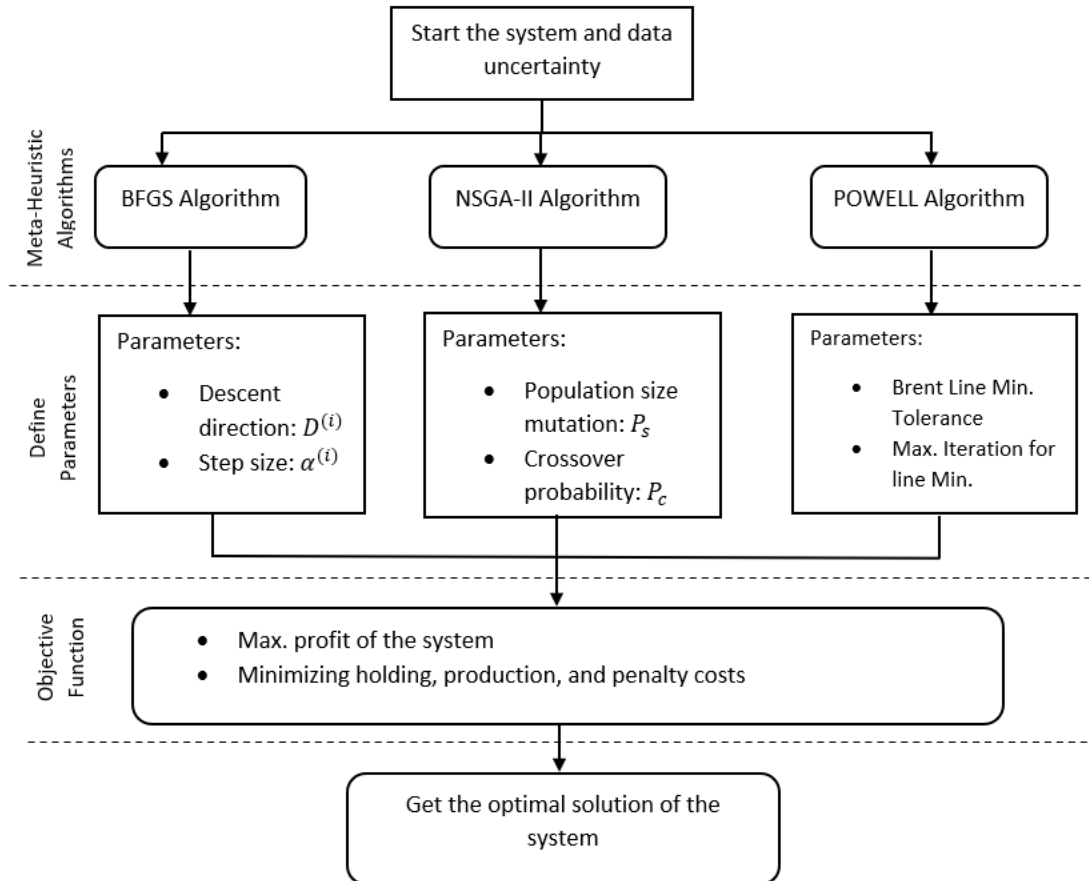 Start the system and data
uncertainty
Meta-Heuristic
Algorithms
BFGS Algorithm
NSGA-II Algorithm
POWELL Algorithm
Define
Parameters
Parameters:
• Descent
direction: D⁽ⁱ⁾
• Step size: α⁽ⁱ⁾
Parameters:
• Population size
mutation: Pₛ
• Crossover
probability: P_c
Parameters:
• Brent Line Min.
Tolerance
• Max. Iteration for
line Min.
Objective
Function
• Max. profit of the system
• Minimizing holding, production, and penalty costs
Get the optimal solution of the
system